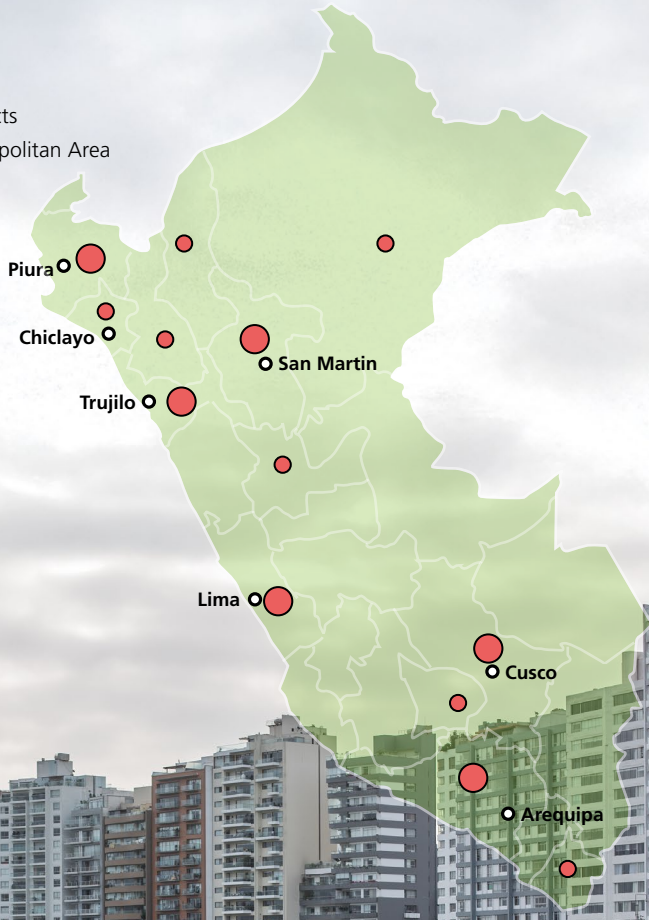 cts
politan Area
Piura
Chiclayo
San Martin
Trujilo
Lima
Cusco
Arequipa